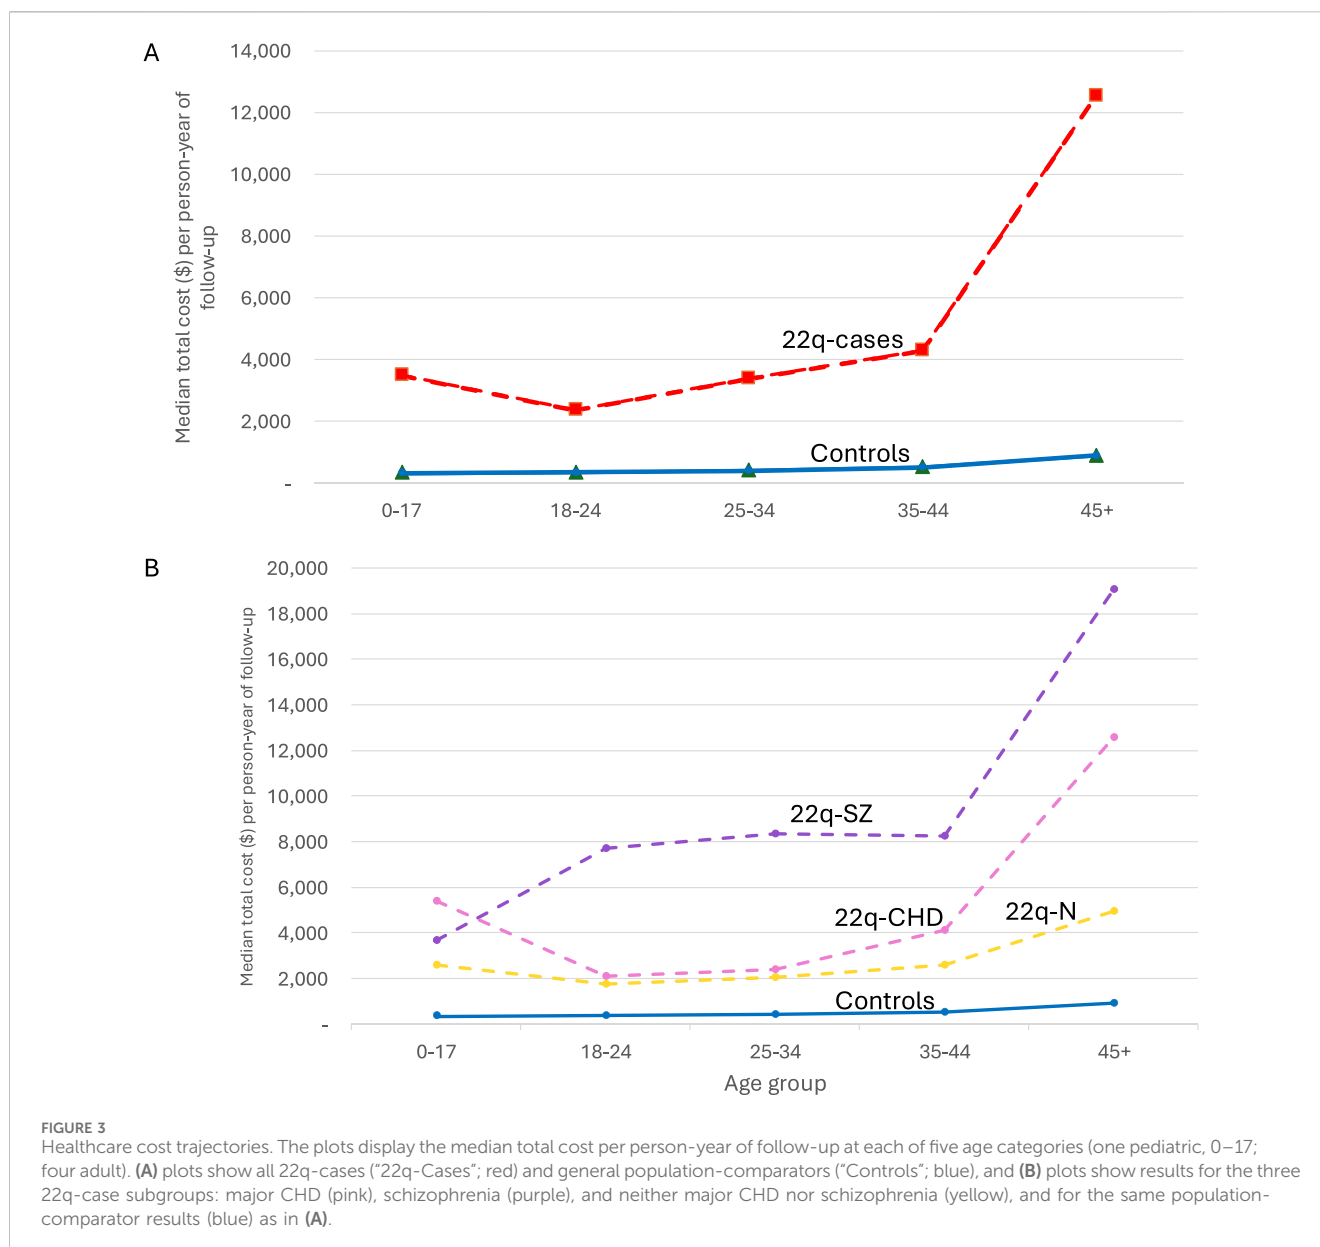 A
Median total cost ($) per person-year of
follow-up
14,000
12,000
10,000
8,000
6,000
4,000
2,000
-
22q-cases
Controls
0-17 18-24 25-34 35-44 45+
B
Median total cost ($) per person-year of follow-up
20,000
18,000
16,000
14,000
12,000
10,000
8,000
6,000
4,000
2,000
-
22q-SZ
22q-CHD
22q-N
Controls
0-17 18-24 25-34 35-44 45+
Age group
FIGURE 3
Healthcare cost trajectories. The plots display the median total cost per person-year of follow-up at each of five age categories (one pediatric, 0–17;
four adult). (A) plots show all 22q-cases (“22q-Cases”; red) and general population-comparators (“Controls”; blue), and (B) plots show results for the three
22q-case subgroups: major CHD (pink), schizophrenia (purple), and neither major CHD nor schizophrenia (yellow), and for the same population-
comparator results (blue) as in (A).